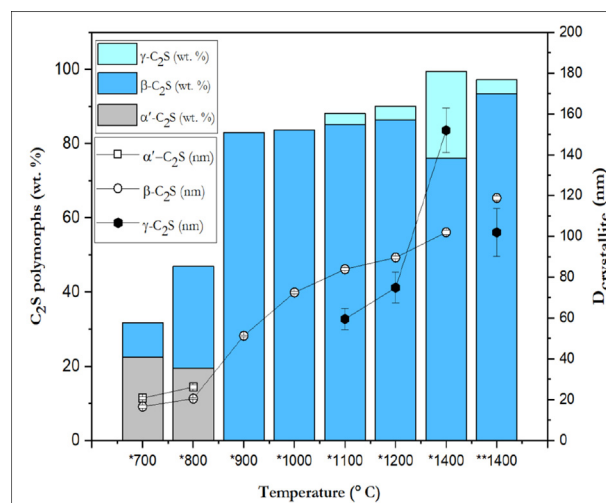 γ-C₂S (wt. %)
β-C₂S (wt. %)
α′-C₂S (wt. %)
α′–C₂S (nm)
β-C₂S (nm)
γ-C₂S (nm)
C₂S polymorphs (wt. %)
100
80
60
40
20
0
200
180
160
140
120
100
80
60
40
20
0
D crystallite (nm)
*700 *800 *900 *1000 *1100 *1200 *1400 **1400
Temperature (° C)